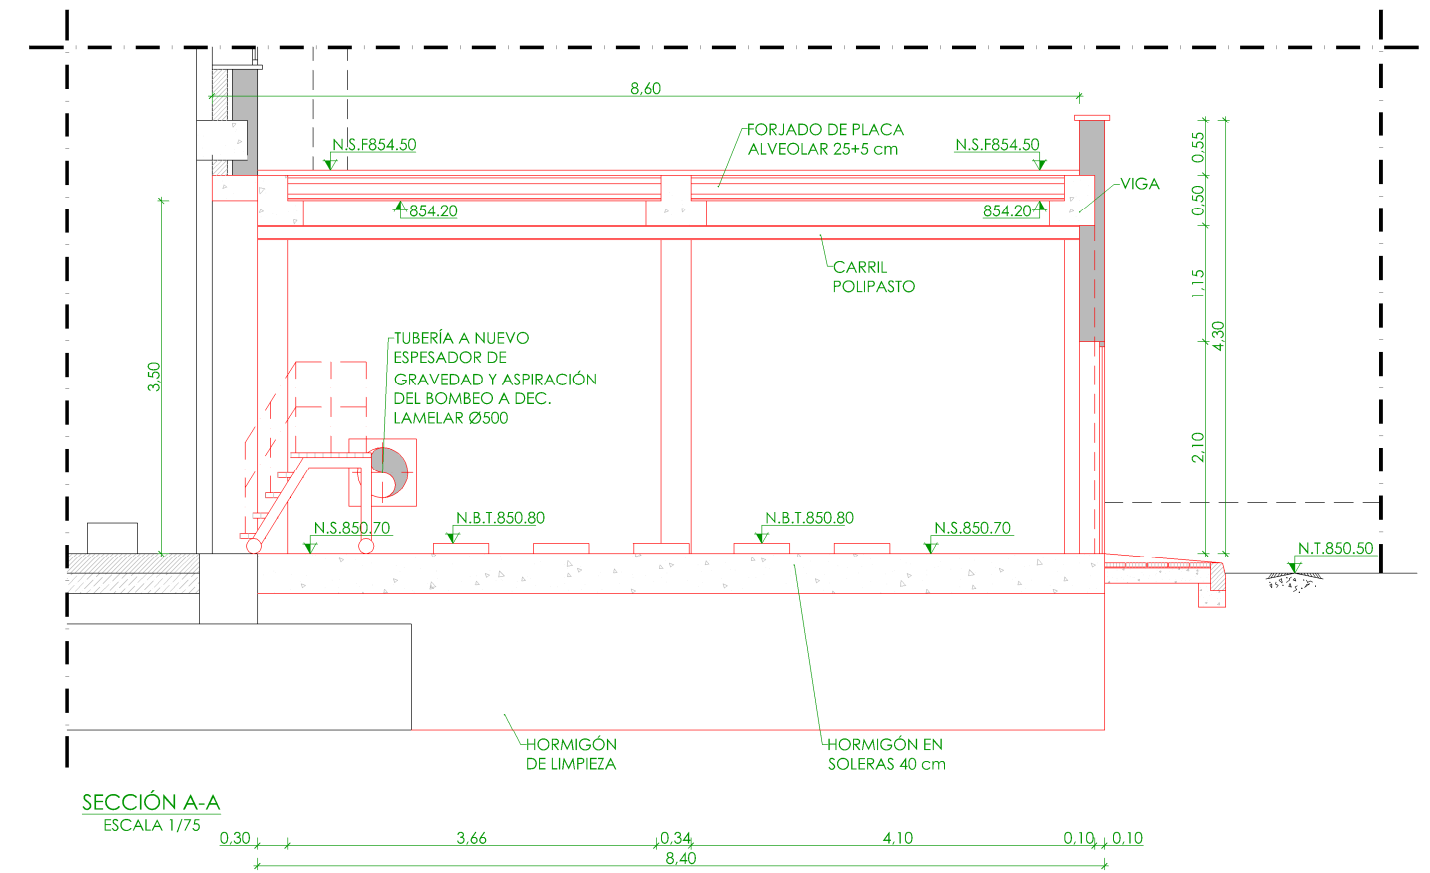 8,60
FORJADO DE PLACA
ALVEOLAR 25+5 cm
N.S.F854.50
N.S.F854.50
0,55
VIGA
0,50
854.20
854.20
CARRIL
POLIPASTO
1,15
4,30
TUBERÍA A NUEVO
ESPESADOR DE
GRAVEDAD Y ASPIRACIÓN
DEL BOMBEO A DEC.
LAMELAR Ø500
3,50
2,10
N.S.850.70
N.B.T.850.80
N.B.T.850.80
N.S.850.70
N.T.850.50
HORMIGÓN
DE LIMPIEZA
HORMIGÓN EN
SOLERAS 40 cm
SECCIÓN A-A
ESCALA 1/75
0,30
3,66
0,34
4,10
0,10
0,10
8,40